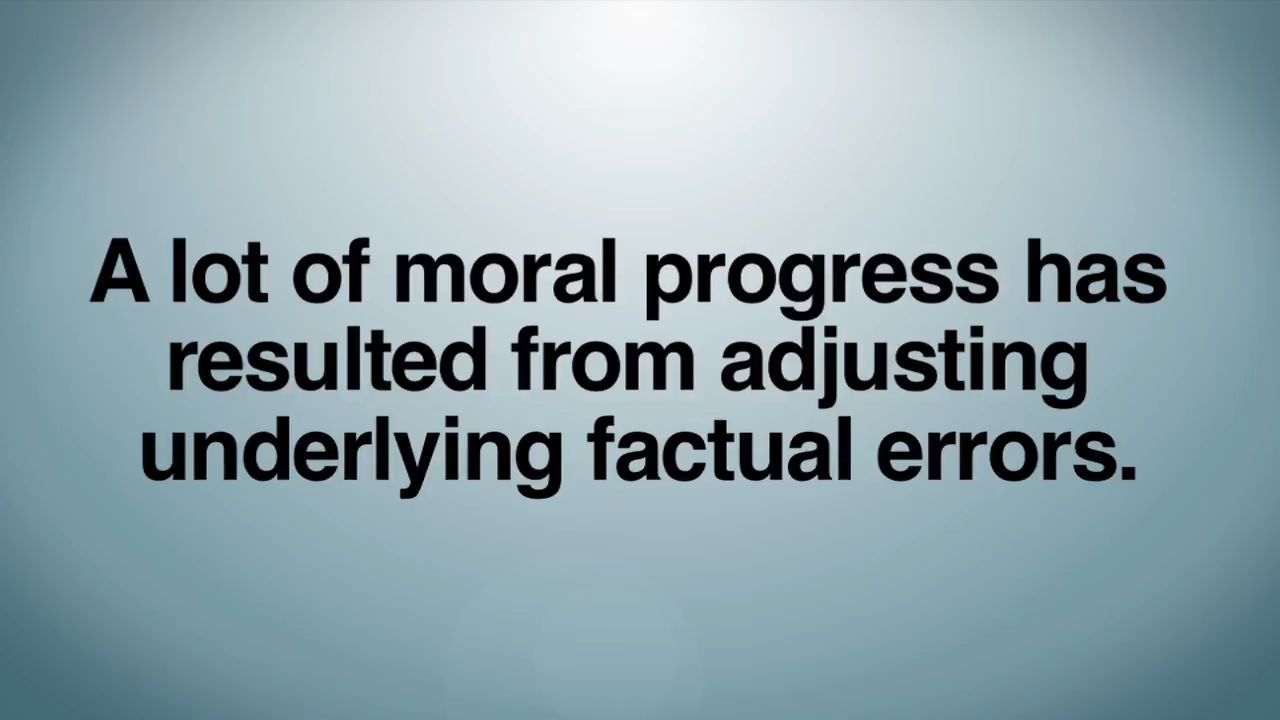 A lot of moral progress has
resulted from adjusting
underlying factual errors.